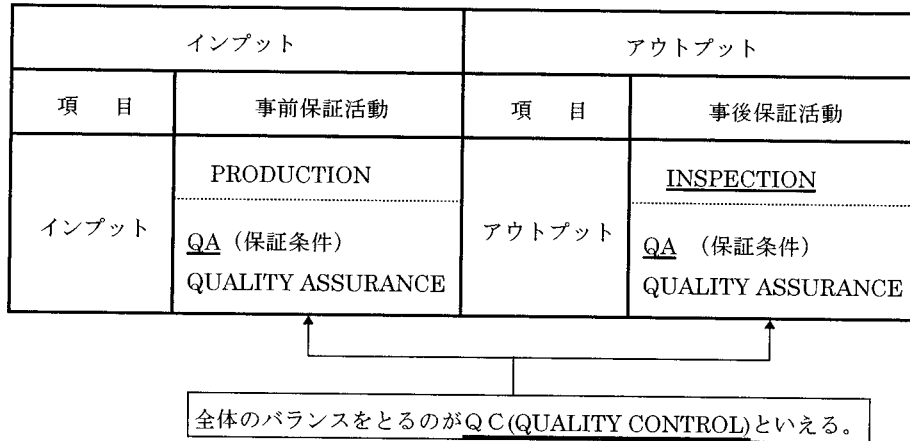 インプット アウトプット
項 目 事前保証活動 項 目 事後保証活動
インプット
PRODUCTION
QA (保証条件)
QUALITY ASSURANCE
アウトプット
INSPECTION
QA (保証条件)
QUALITY ASSURANCE
全体のバランスをとるのがQC(QUALITY CONTROL)といえる。